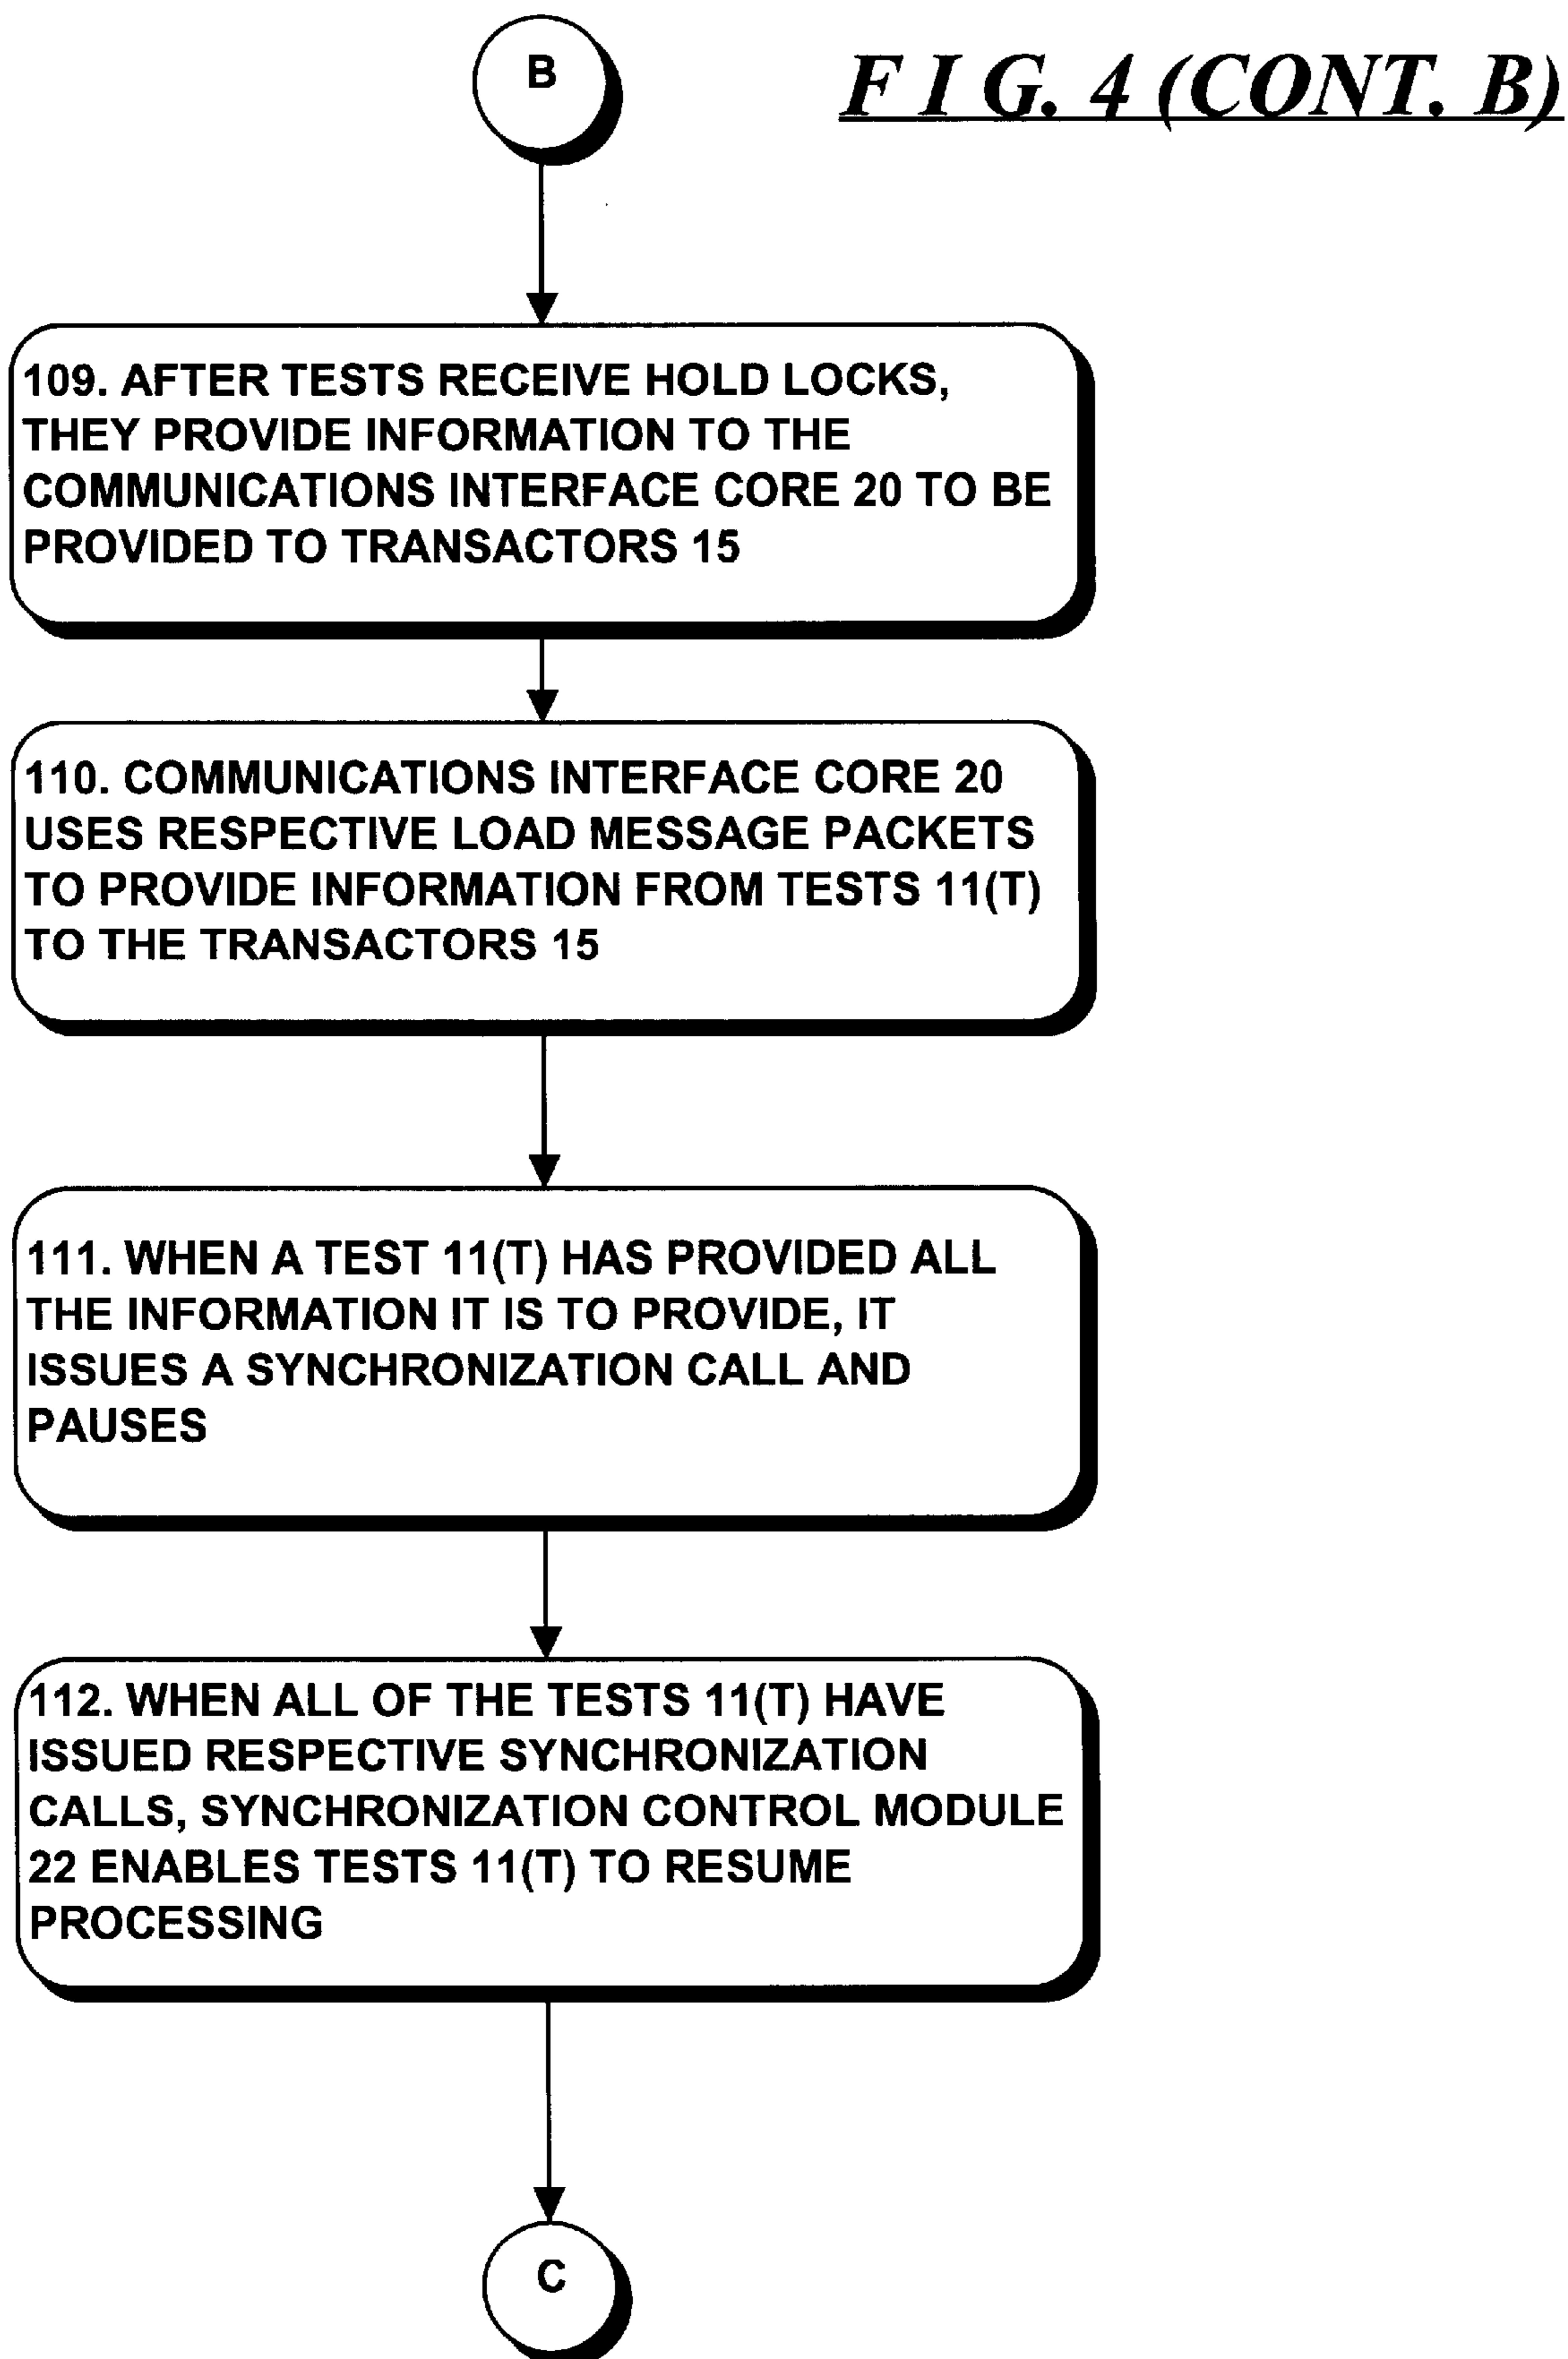 B
F I G. 4 (CONT. B)
109. AFTER TESTS RECEIVE HOLD LOCKS,
THEY PROVIDE INFORMATION TO THE
COMMUNICATIONS INTERFACE CORE 20 TO BE
PROVIDED TO TRANSACTORS 15
110. COMMUNICATIONS INTERFACE CORE 20
USES RESPECTIVE LOAD MESSAGE PACKETS
TO PROVIDE INFORMATION FROM TESTS 11(T)
TO THE TRANSACTORS 15
111. WHEN A TEST 11(T) HAS PROVIDED ALL
THE INFORMATION IT IS TO PROVIDE, IT
ISSUES A SYNCHRONIZATION CALL AND
PAUSES
112. WHEN ALL OF THE TESTS 11(T) HAVE
ISSUED RESPECTIVE SYNCHRONIZATION
CALLS, SYNCHRONIZATION CONTROL MODULE
22 ENABLES TESTS 11(T) TO RESUME
PROCESSING
C